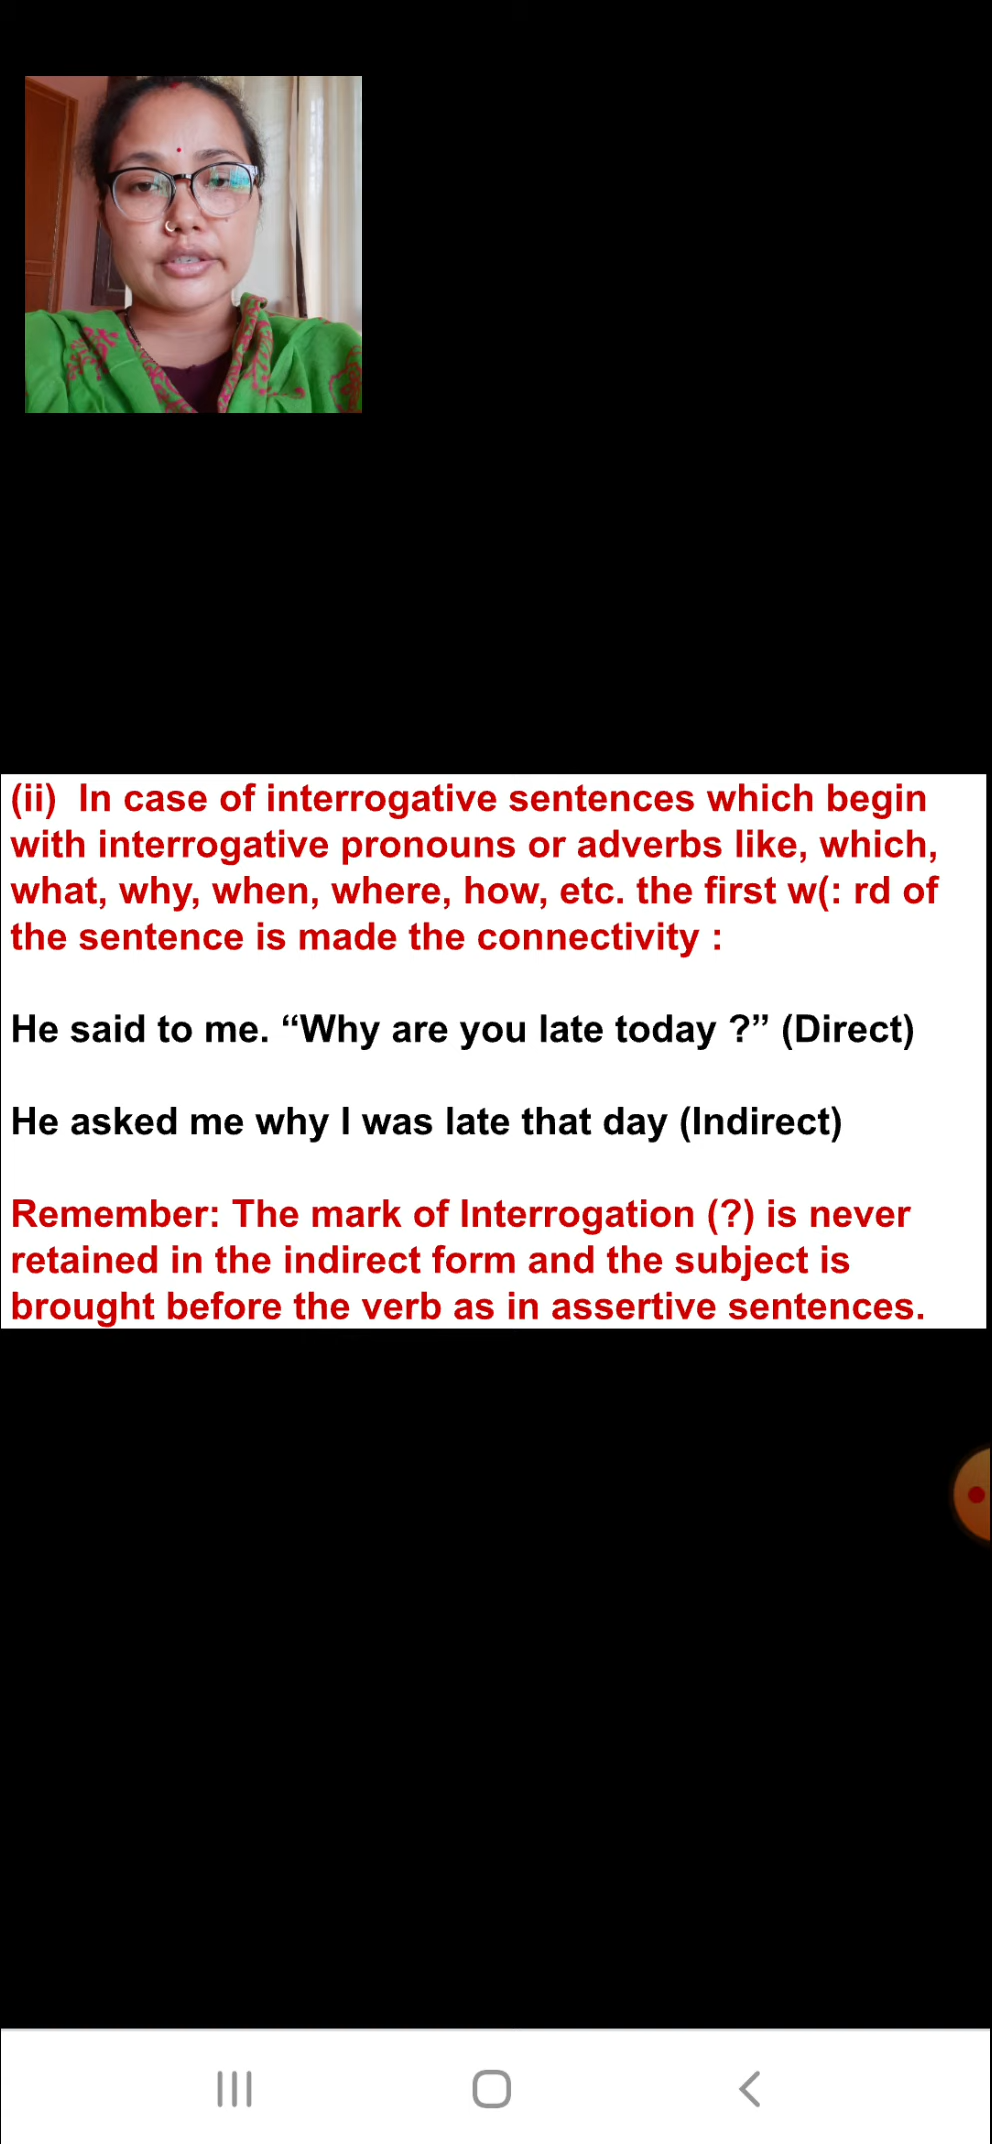 (ii)  In case of interrogative sentences which begin
with interrogative pronouns or adverbs like, which,
what, why, when, where, how, etc. the first w(: rd of
the sentence is made the connectivity :
He said to me. “Why are you late today ?” (Direct)
He asked me why I was late that day (Indirect)
Remember: The mark of Interrogation (?) is never
retained in the indirect form and the subject is
brought before the verb as in assertive sentences.